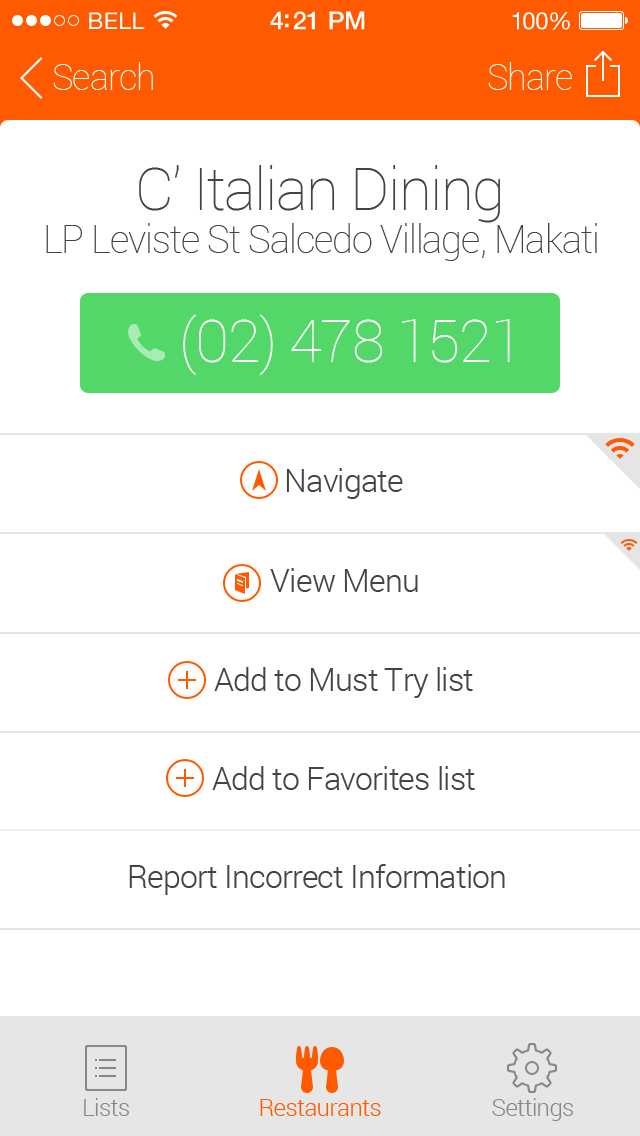 BELL 4:21 PM 100%
Search Share
C’ Italian Dining
LP Leviste St Salcedo Village, Makati
(02) 478 1521
Navigate
View Menu
Add to Must Try list
Add to Favorites list
Report Incorrect Information
Lists Restaurants Settings